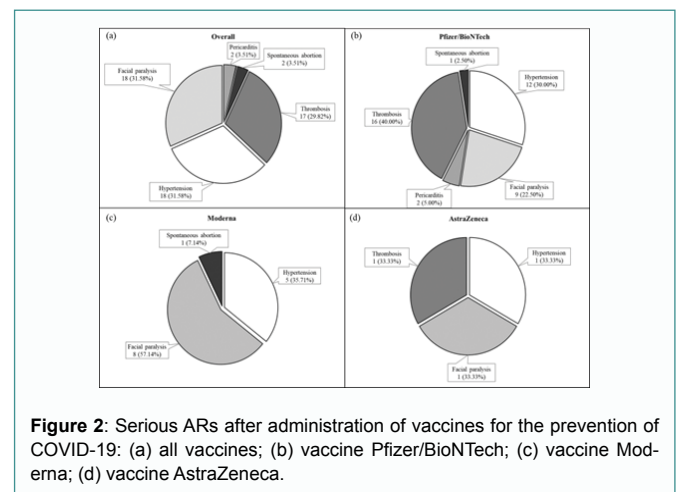 (a)
Overall
Pericarditis
2 (3.51%)
Spontaneous abortion
2 (3.51%)
Facial paralysis
18 (31.58%)
Thrombosis
17 (29.82%)
Hypertension
18 (31.58%)
(b)
Pfizer/BioNTech
Spontaneous abortion
1 (2.50%)
Hypertension
12 (30.00%)
Thrombosis
16 (40.00%)
Pericarditis
2 (5.00%)
Facial paralysis
9 (22.50%)
(c)
Moderna
Spontaneous abortion
1 (7.14%)
Hypertension
5 (35.71%)
Facial paralysis
8 (57.14%)
(d)
AstraZeneca
Thrombosis
1 (33.33%)
Hypertension
1 (33.33%)
Facial paralysis
1 (33.33%)
Figure 2: Serious ARs after administration of vaccines for the prevention of
COVID-19: (a) all vaccines; (b) vaccine Pfizer/BioNTech; (c) vaccine Mod-
erna; (d) vaccine AstraZeneca.